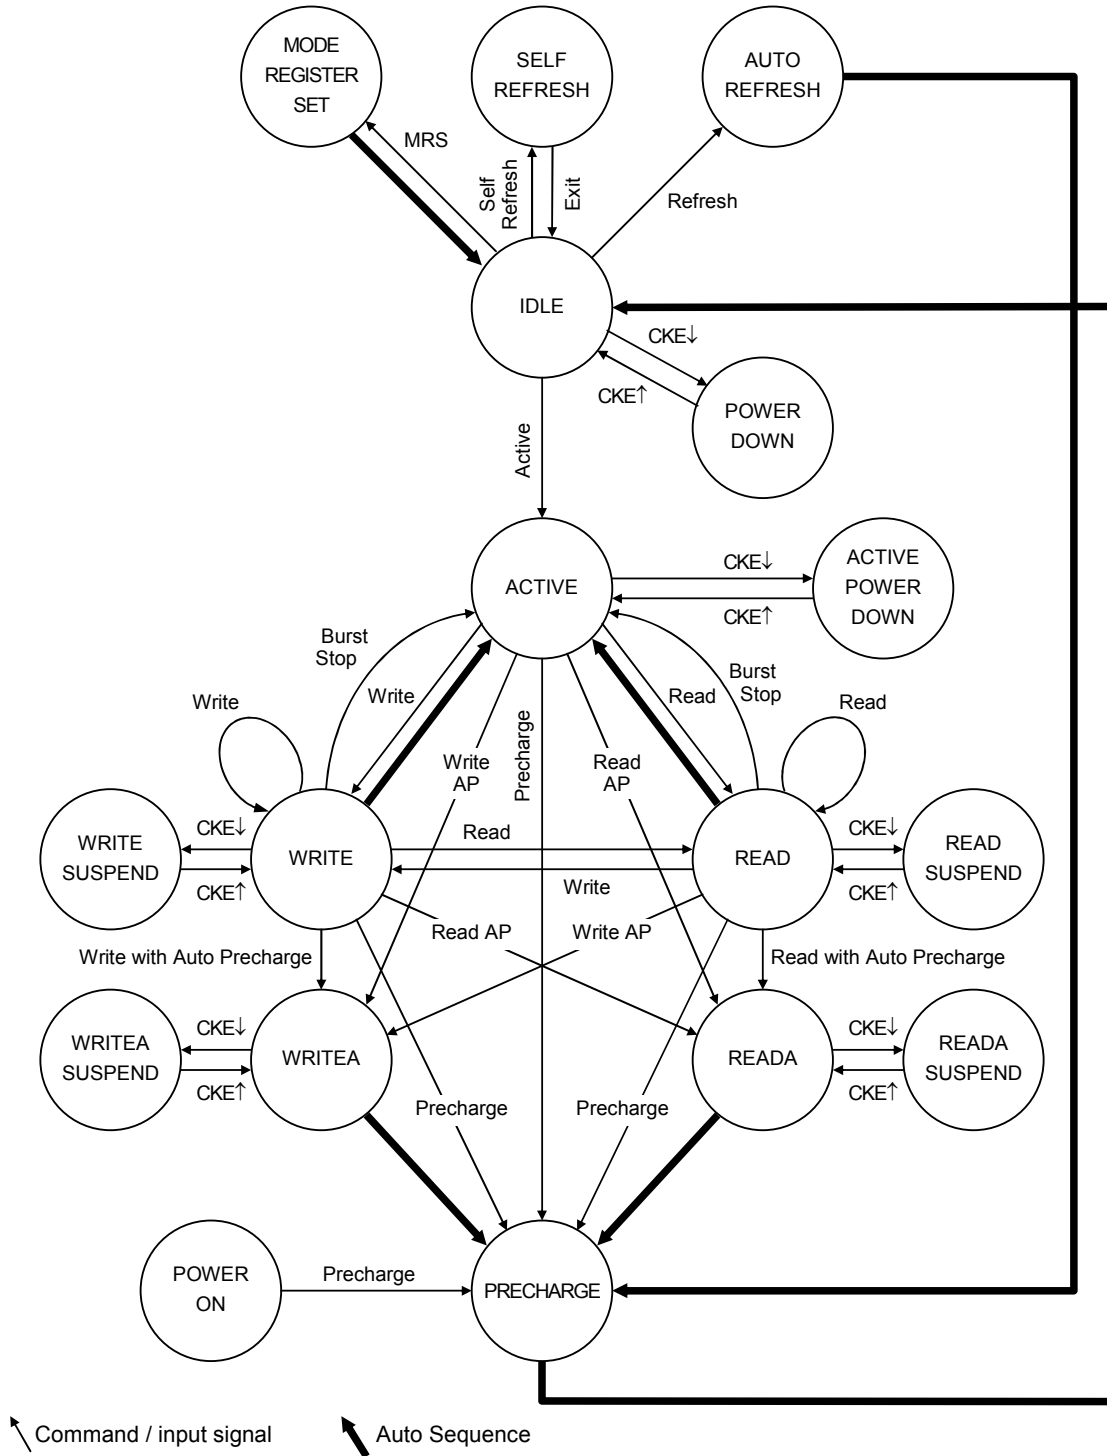 MODE
REGISTER
SET
SELF
REFRESH
AUTO
REFRESH
MRS
Self
Refresh
Exit
Refresh
IDLE
CKE↓
CKE↑
POWER
DOWN
Active
ACTIVE
CKE↓
CKE↑
ACTIVE
POWER
DOWN
Burst
Stop
Write
Read
Burst
Stop
Write
Write
AP
Precharge
Read
AP
Read
WRITE
SUSPEND
CKE↓
CKE↑
WRITE
Read
Write
READ
CKE↓
CKE↑
READ
SUSPEND
Read AP
Write AP
Write with Auto Precharge
Read with Auto Precharge
WRITEA
SUSPEND
CKE↓
CKE↑
WRITEA
READA
CKE↓
CKE↑
READA
SUSPEND
Precharge
Precharge
POWER
ON
Precharge
PRECHARGE
Command / input signal
Auto Sequence